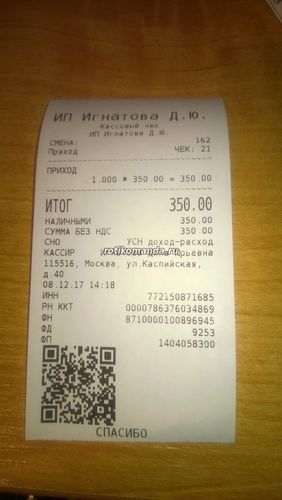 ИП Игнатова Д.Ю.
Кассовый чек
ИП Игнатова Д.Ю.
СМЕНА: 162
Приход ЧЕК: 21
ПРИХОД
1.000 * 350.00 = 350.00
ИТОГ 350.00
НАЛИЧНЫМИ 350.00
СУММА БЕЗ НДС 350.00
СНО УСН доход-расход
rotikomanda.ru
КАССИР
115516, Москва, ул.Каспийская,
д.40
08.12.17 14:18
ИНН 772150871685
РН ККТ 0000786376034869
ФН 8710000100896945
ФД 9253
ФП 1404058300
СПАСИБО